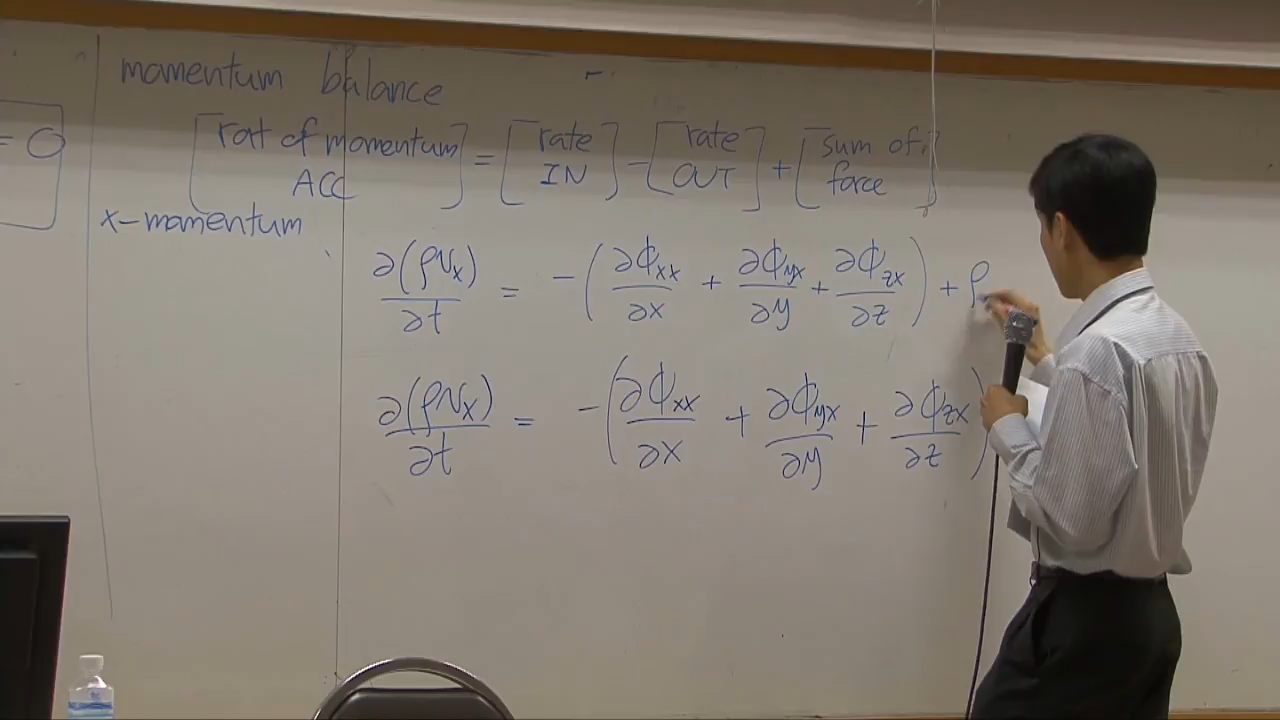 = 0
momentum balance
[rat of momentum ACC] = [rate IN] - [rate OUT] + [sum of force]
x-momentum
∂(ρvx)/∂t = -(∂ϕxx/∂x + ∂ϕyx/∂y + ∂ϕzx/∂z) + ρ
∂(ρvx)/∂t = -(∂ϕxx/∂x + ∂ϕyx/∂y + ∂ϕzx/∂z)